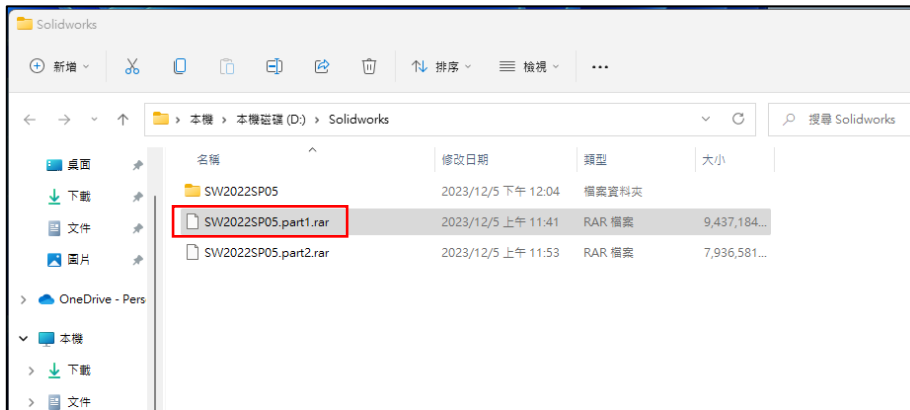 Solidworks
新增
排序
檢視
本機 › 本機磁碟 (D:) › Solidworks
搜尋 Solidworks
名稱 修改日期 類型 大小
桌面
下載
文件
圖片
OneDrive - Pers
本機
下載
文件
SW2022SP05 2023/12/5 下午 12:04 檔案資料夾
SW2022SP05.part1.rar 2023/12/5 上午 11:41 RAR 檔案 9,437,184...
SW2022SP05.part2.rar 2023/12/5 上午 11:53 RAR 檔案 7,936,581...